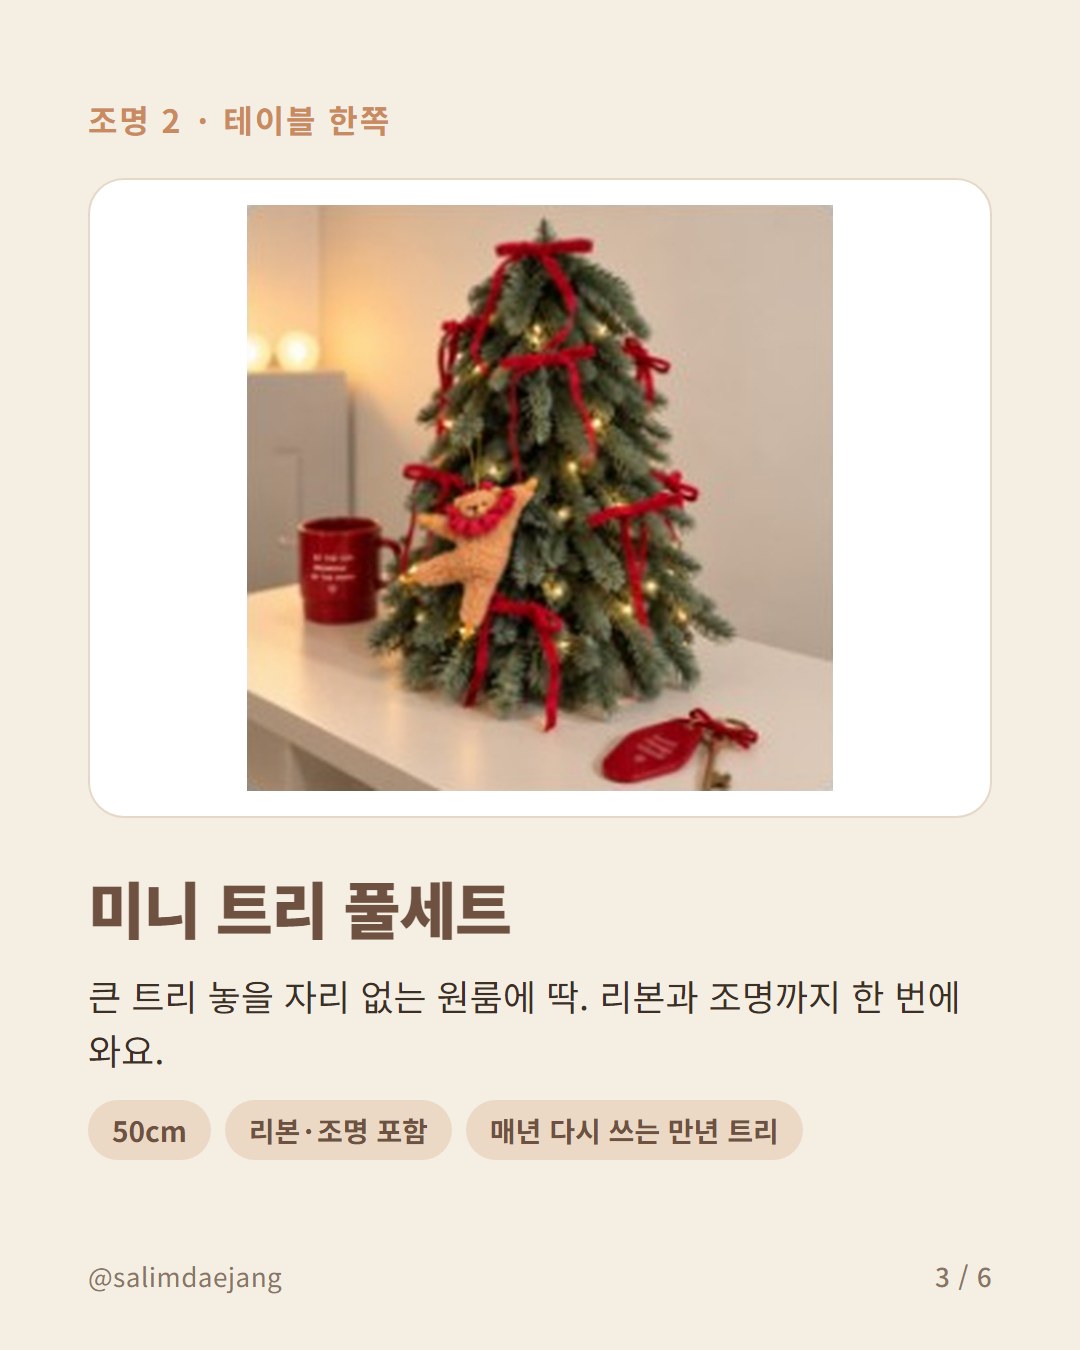 조명 2 · 테이블 한쪽
미니 트리 풀세트
큰 트리 놓을 자리 없는 원룸에 딱. 리본과 조명까지 한 번에
와요.
50cm
리본·조명 포함
매년 다시 쓰는 만년 트리
@salimdaejang
3 / 6